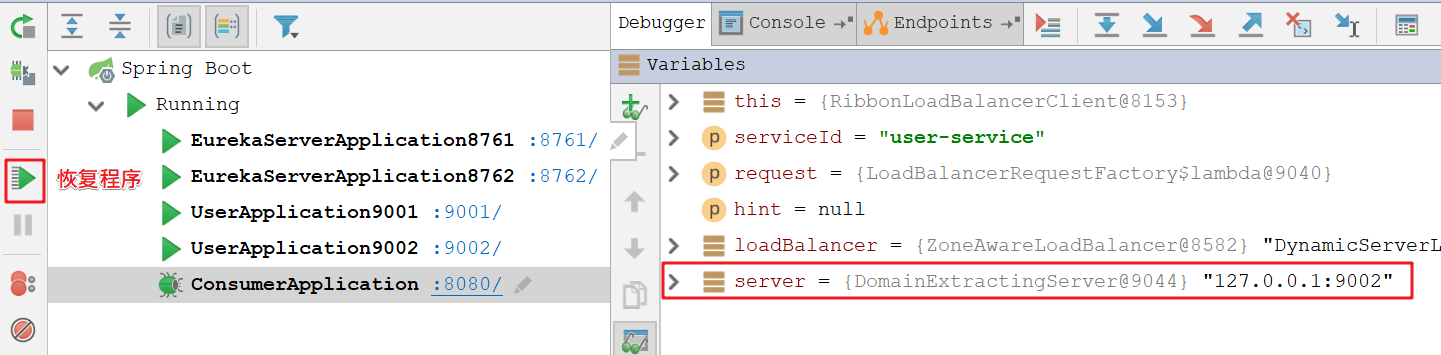 Debugger Console Endpoints
Spring Boot
Variables
Running
this = {RibbonLoadBalancerClient@8153}
EurekaServerApplication8761 :8761/
p serviceId = "user-service"
恢复程序
EurekaServerApplication8762 :8762/
p request = {LoadBalancerRequestFactory$lambda@9040}
UserApplication9001 :9001/
p hint = null
UserApplication9002 :9002/
loadBalancer = {ZoneAwareLoadBalancer@8582} "DynamicServerL
ConsumerApplication :8080/
server = {DomainExtractingServer@9044} "127.0.0.1:9002"